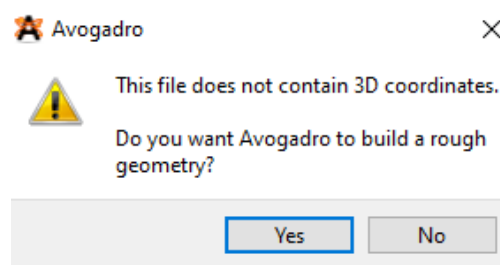 Avogadro
This file does not contain 3D coordinates.
Do you want Avogadro to build a rough
geometry?
Yes No